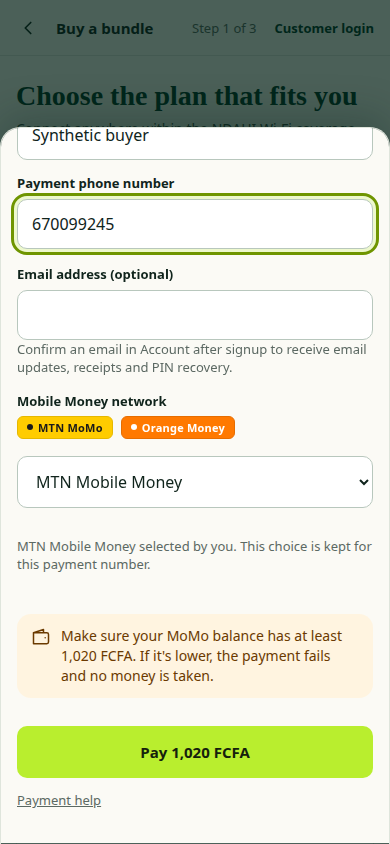 Buy a bundle
Step 1 of 3
Customer login
Choose the plan that fits you
Synthetic buyer
Payment phone number
670099245
Email address (optional)
Confirm an email in Account after signup to receive email
updates, receipts and PIN recovery.
Mobile Money network
MTN MoMo
Orange Money
MTN Mobile Money
MTN Mobile Money selected by you. This choice is kept for
this payment number.
Make sure your MoMo balance has at least
1,020 FCFA. If it's lower, the payment fails
and no money is taken.
Pay 1,020 FCFA
Payment help